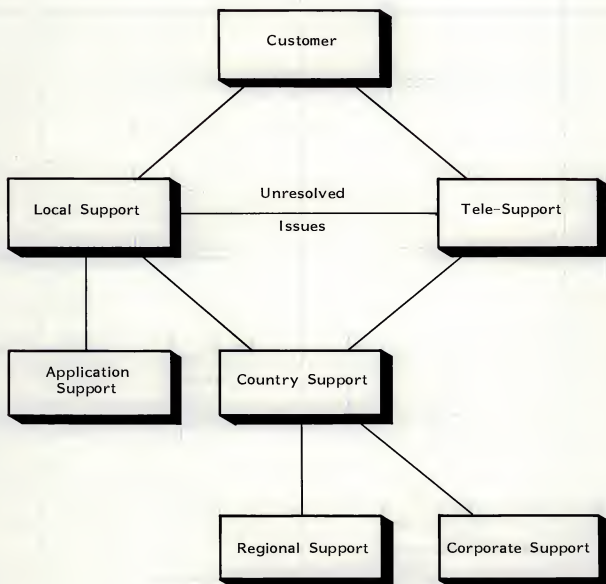 Customer
Local Support
Unresolved
Issues
Tele-Support
Application
Support
Country Support
Regional Support
Corporate Support